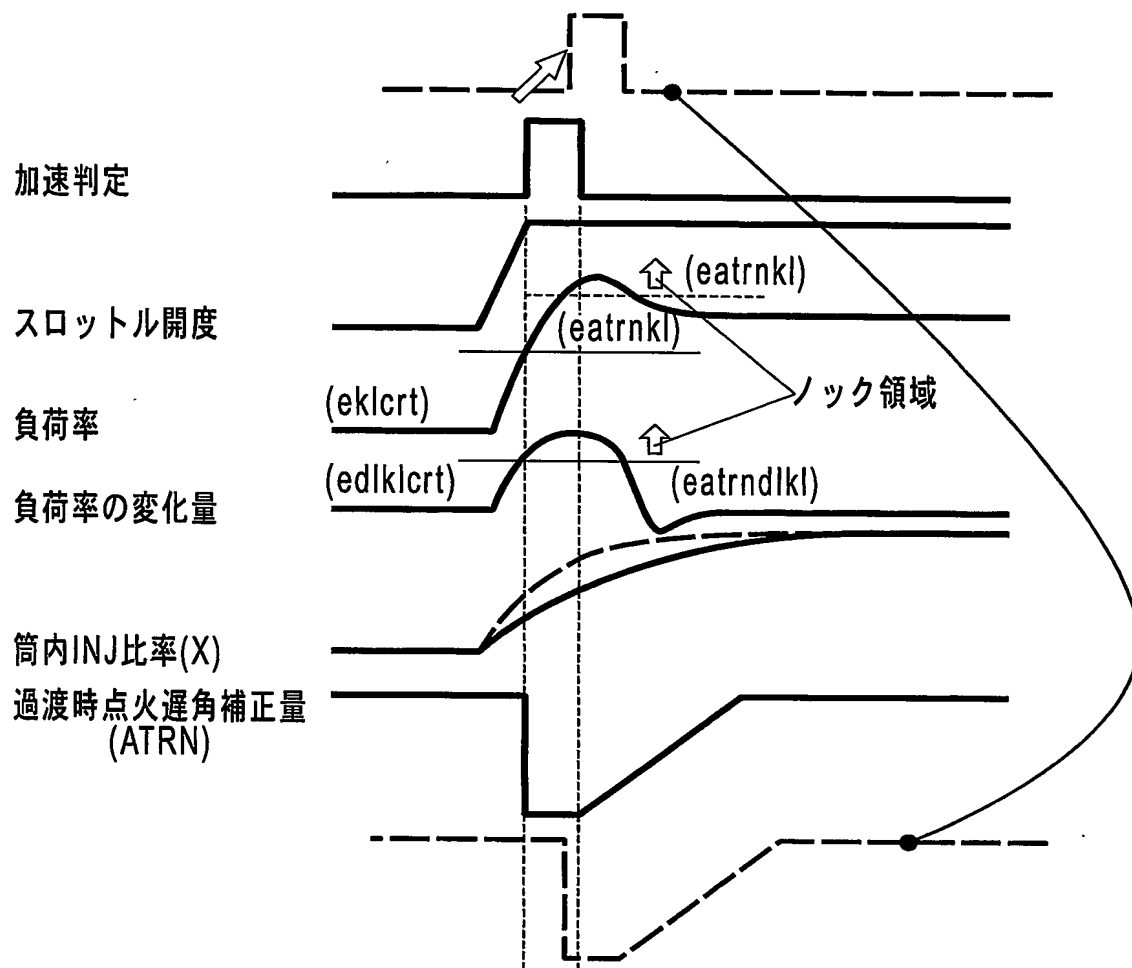 加速判定
(eatrnkl)
スロットル開度
(eatrnkl)
ノック領域
(eklcrt)
負荷率
(edlklcrt)
(eatrndlkl)
負荷率の変化量
筒内INJ比率(X)
過渡時点火遅角補正量
(ATRN)